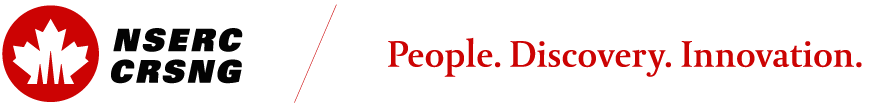 NSERC
CRSNG
People. Discovery. Innovation.